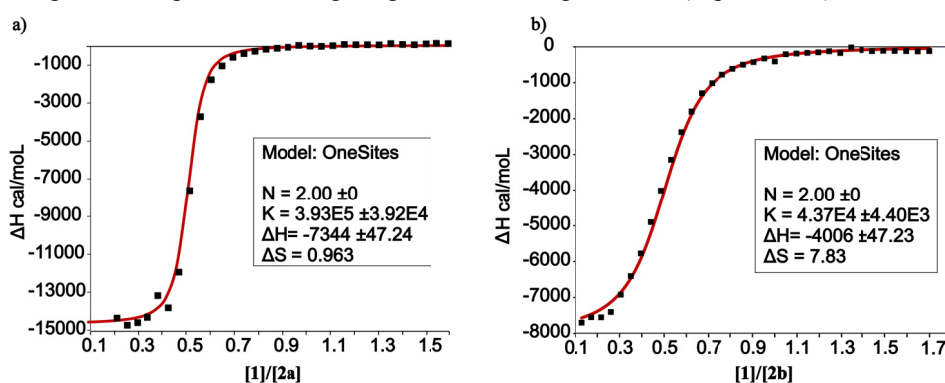 a)
-1000
-3000
-5000
-7000
-9000
-11000
-13000
-15000
ΔH cal/moL
Model: OneSites
N = 2.00 ±0
K = 3.93E5 ±3.92E4
ΔH= -7344 ±47.24
ΔS = 0.963
0.1 0.3 0.5 0.7 0.9 1.1 1.3 1.5
[1]/[2a]
b)
0
-1000
-2000
-3000
-4000
-5000
-6000
-7000
-8000
ΔH cal/moL
Model: OneSites
N = 2.00 ±0
K = 4.37E4 ±4.40E3
ΔH= -4006 ±47.23
ΔS = 7.83
0.1 0.3 0.5 0.7 0.9 1.1 1.3 1.5 1.7
[1]/[2b]